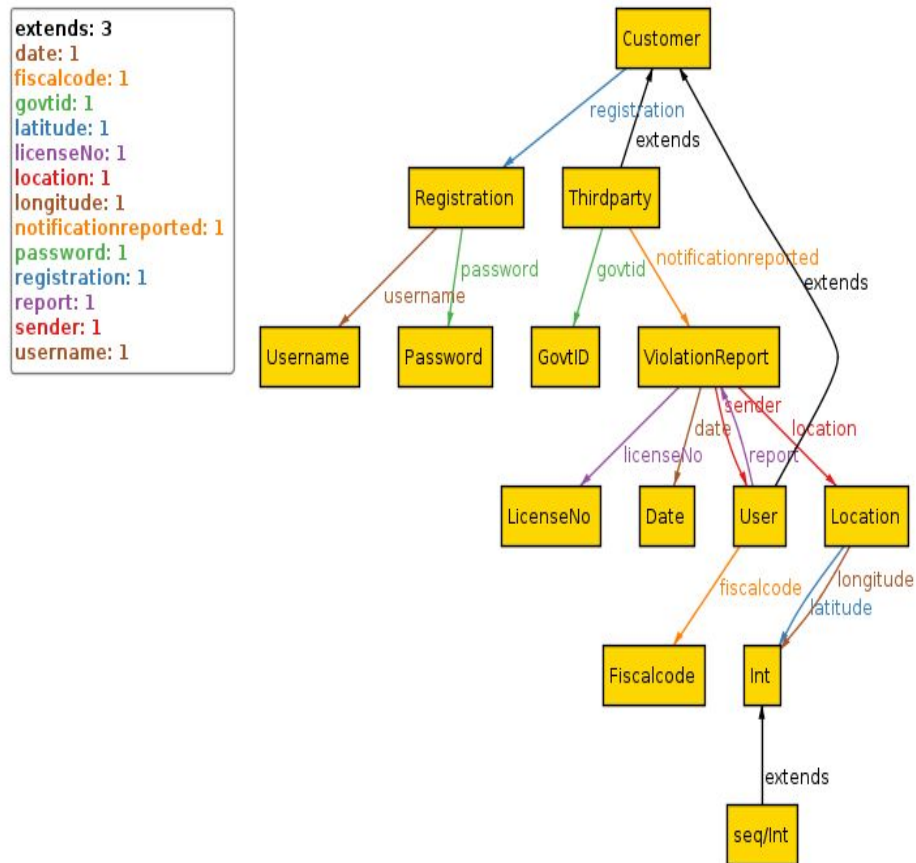 extends: 3
date: 1
fiscalcode: 1
govtid: 1
latitude: 1
licenseNo: 1
location: 1
longitude: 1
notificationreported: 1
password: 1
registration: 1
report: 1
sender: 1
username: 1
Customer
registration
extends
Registration
Thirdparty
username
password
govtid
notificationreported
extends
Username
Password
GovtID
ViolationReport
licenseNo
date
sender
report
location
LicenseNo
Date
User
Location
fiscalcode
latitude
longitude
Fiscalcode
Int
extends
seq/Int